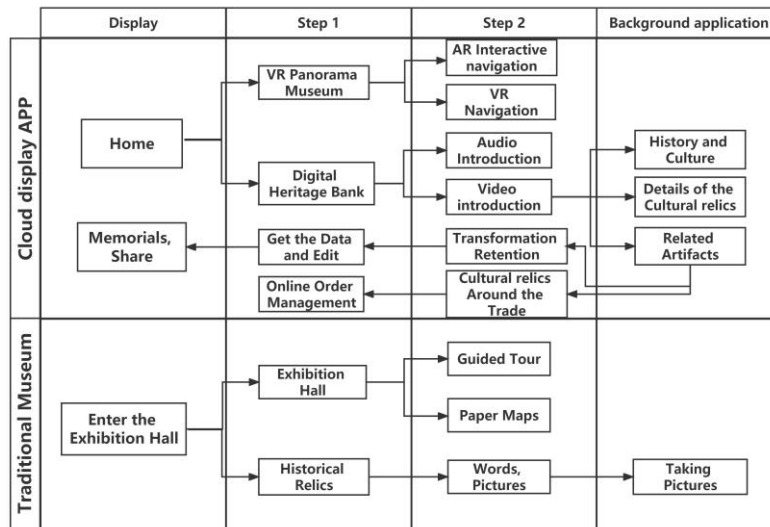 Display
Step 1
Step 2
Background application
Cloud display APP
Home
VR Panorama
Museum
AR Interactive
navigation
VR
Navigation
Digital
Heritage Bank
Audio
Introduction
Video
introduction
History and
Culture
Details of the
Cultural relics
Related
Artifacts
Memorials,
Share
Get the Data
and Edit
Transformation
Retention
Online Order
Management
Cultural relics
Around the
Trade
Traditional Museum
Enter the
Exhibition Hall
Exhibition
Hall
Guided Tour
Paper Maps
Historical
Relics
Words,
Pictures
Taking
Pictures